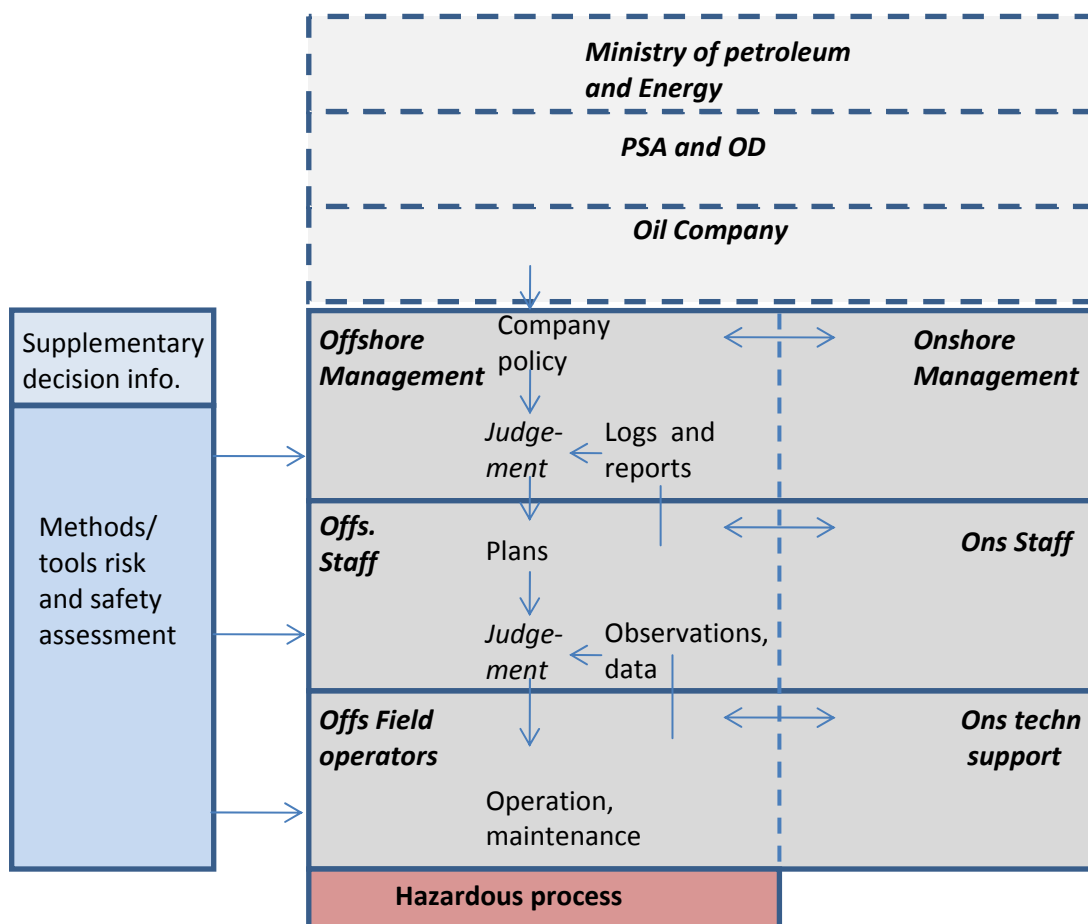 Ministry of petroleum
and Energy
PSA and OD
Oil Company
Supplementary
decision info.
Methods/
tools risk
and safety
assessment
Offshore
Management
Company
policy
Onshore
Management
Judge-
ment
Logs and
reports
Offs.
Staff
Plans
Ons Staff
Judge-
ment
Observations,
data
Offs Field
operators
Ons techn
support
Operation,
maintenance
Hazardous process